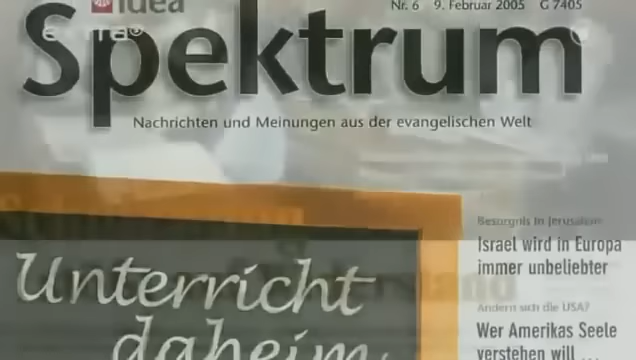 idea
Nr. 6 9. Februar 2005 G 7405
Spektrum
extra
Nachrichten und Meinungen aus der evangelischen Welt
Besorgnis in Jerusalem
Israel wird in Europa
immer unbeliebter
Ändern sich die USA?
Wer Amerikas Seele
verstehen will ...
Unterricht
daheim